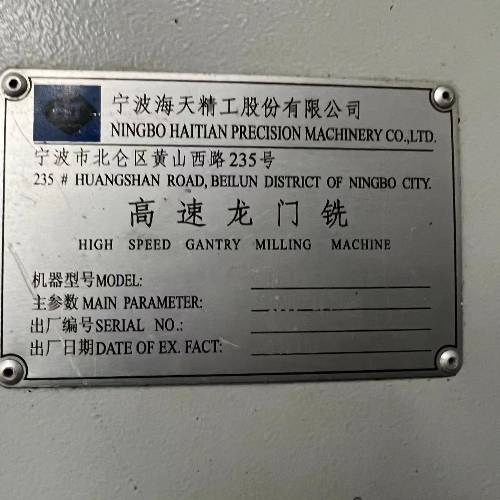 宁波海天精工股份有限公司
NINGBO HAITIAN PRECISION MACHINERY CO.,LTD.
宁波市北仑区黄山西路235号
235 # HUANGSHAN ROAD, BEILUN DISTRICT OF NINGBO CITY.
高速龙门铣
HIGH SPEED GANTRY MILLING MACHINE
机器型号MODEL:
主参数MAIN PARAMETER:
出厂编号SERIAL NO.:
出厂日期DATE OF EX. FACT: